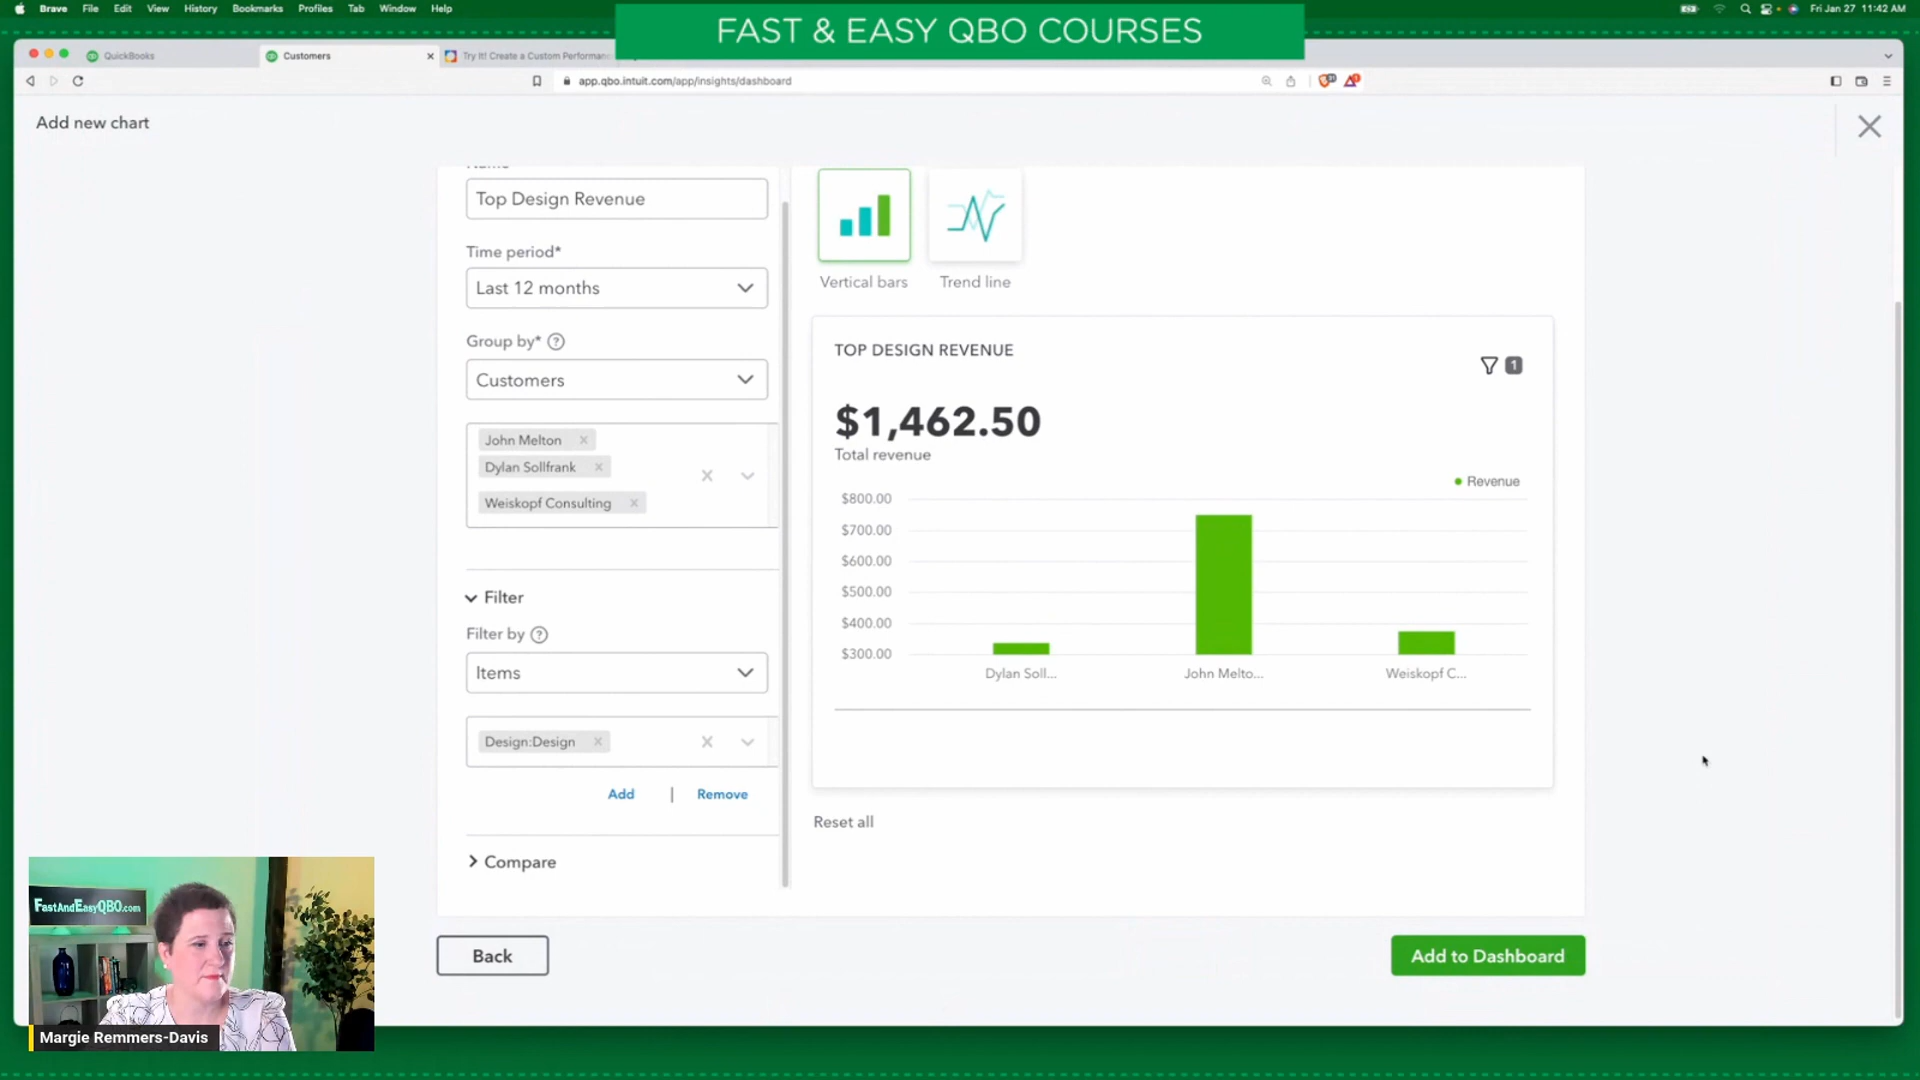 Brave File Edit View History Bookmarks Profiles Tab Window Help
Fri Jan 27 11:42 AM
FAST & EASY QBO COURSES
QuickBooks
Customers
Try It! Create a Custom Performan
app.qbo.intuit.com/app/insights/dashboard
Add new chart
Top Design Revenue
Time period*
Last 12 months
Group by*
Customers
John Melton
Dylan Sollfrank
Weiskopf Consulting
Filter
Filter by
Items
Design:Design
Add | Remove
Compare
Back
Vertical bars
Trend line
TOP DESIGN REVENUE
1
$1,462.50
Total revenue
Revenue
$800.00
$700.00
$600.00
$500.00
$400.00
$300.00
Dylan Soll...
John Melto...
Weiskopf C...
Reset all
Add to Dashboard
FastAndEasyQBO.com
Margie Remmers-Davis